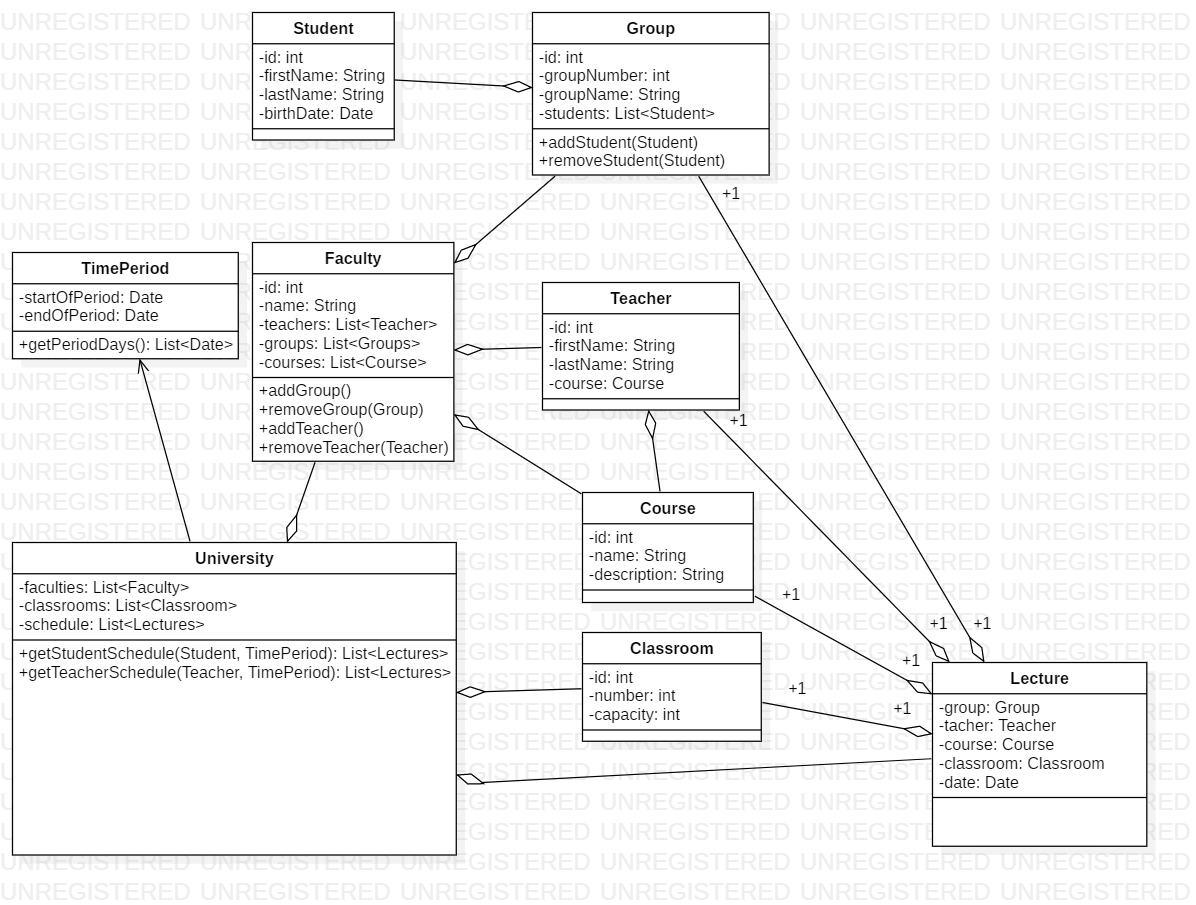 Student
-id: int
-firstName: String
-lastName: String
-birthDate: Date
Group
-id: int
-groupNumber: int
-groupName: String
-students: List<Student>
+addStudent(Student)
+removeStudent(Student)
+1
TimePeriod
-startOfPeriod: Date
-endOfPeriod: Date
+getPeriodDays(): List<Date>
Faculty
-id: int
-name: String
-teachers: List<Teacher>
-groups: List<Groups>
-courses: List<Course>
+addGroup()
+removeGroup(Group)
+addTeacher()
+removeTeacher(Teacher)
Teacher
-id: int
-firstName: String
-lastName: String
-course: Course
+1
Course
-id: int
-name: String
-description: String
+1
University
-faculties: List<Faculty>
-classrooms: List<Classroom>
-schedule: List<Lectures>
+getStudentSchedule(Student, TimePeriod): List<Lectures>
+getTeacherSchedule(Teacher, TimePeriod): List<Lectures>
Classroom
-id: int
-number: int
-capacity: int
+1
+1
+1
+1
+1
Lecture
-group: Group
-tacher: Teacher
-course: Course
-classroom: Classroom
-date: Date
UNREGISTERED UNREGISTERED UNREGISTERED UNREGISTERED UNREGISTERED UNREGISTERED